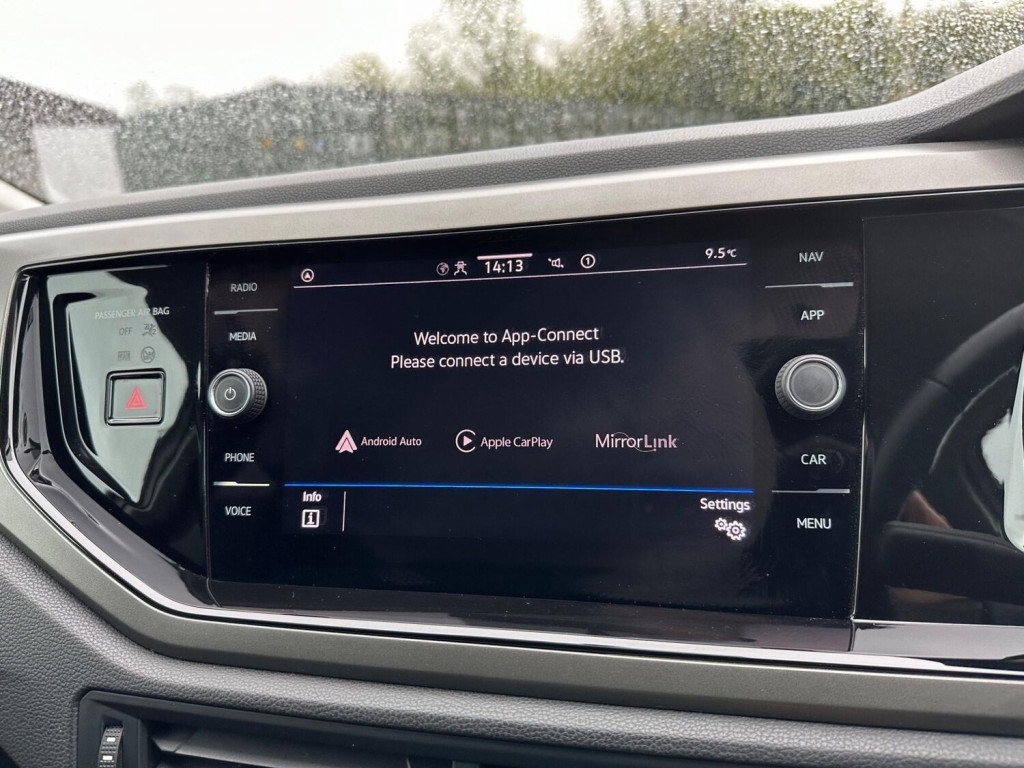 PASSENGER AIR BAG
OFF
RADIO
MEDIA
PHONE
VOICE
14:13
1
9.5°C
Welcome to App-Connect
Please connect a device via USB.
Android Auto
Apple CarPlay
MirrorLink
Info
i
Settings
NAV
APP
CAR
MENU